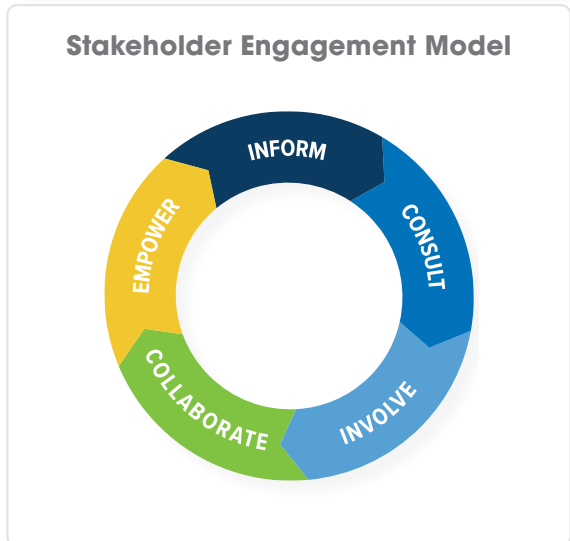 Stakeholder Engagement Model
INFORM
CONSULT
INVOLVE
COLLABORATE
EMPOWER